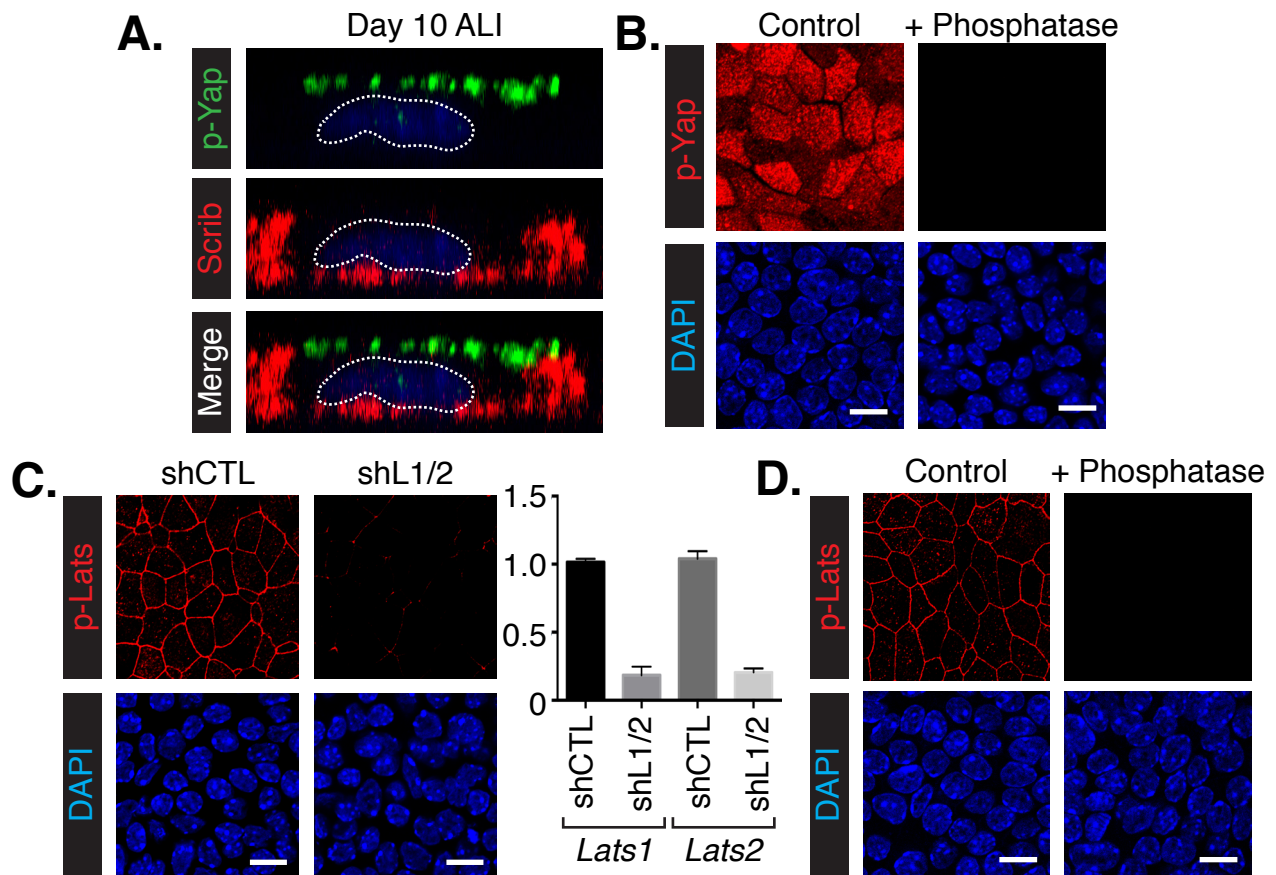 A.
Day 10 ALI
p-Yap
Scrib
Merge
B.
Control
+ Phosphatase
p-Yap
DAPI
C.
shCTL
shL1/2
p-Lats
DAPI
1.5
1.0
0.5
0
shCTL
shL1/2
shCTL
shL1/2
Lats1
Lats2
D.
Control
+ Phosphatase
p-Lats
DAPI